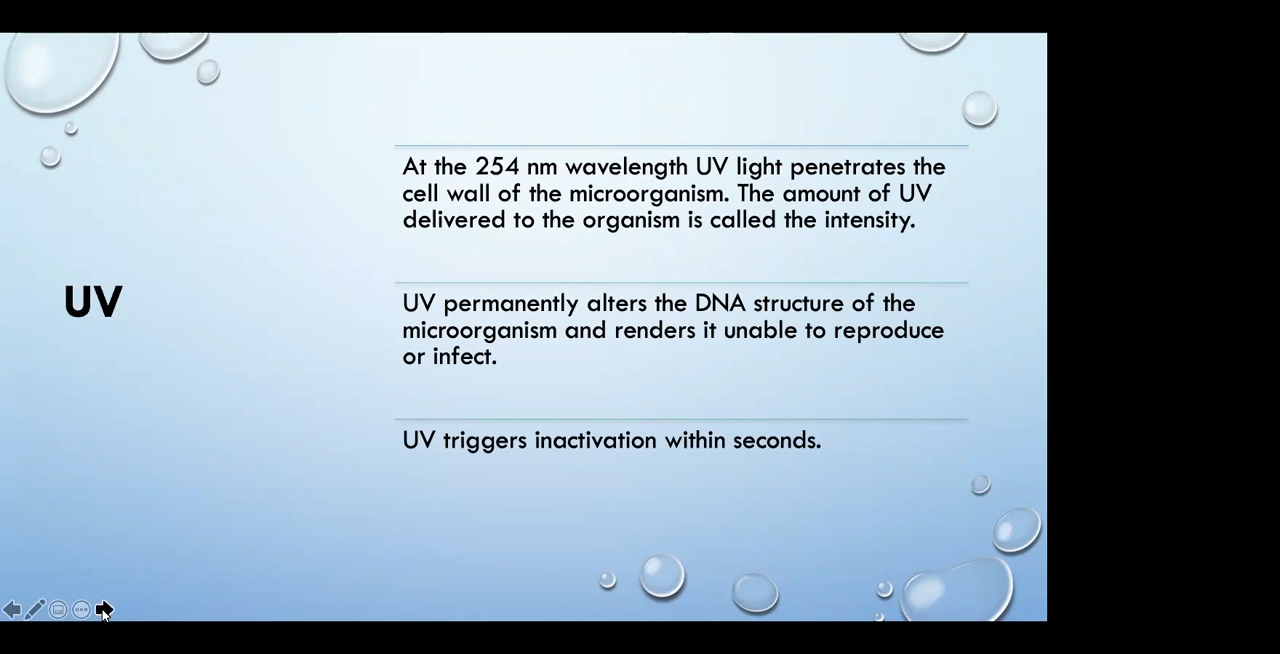 UV
At the 254 nm wavelength UV light penetrates the
cell wall of the microorganism. The amount of UV
delivered to the organism is called the intensity.
UV permanently alters the DNA structure of the
microorganism and renders it unable to reproduce
or infect.
UV triggers inactivation within seconds.